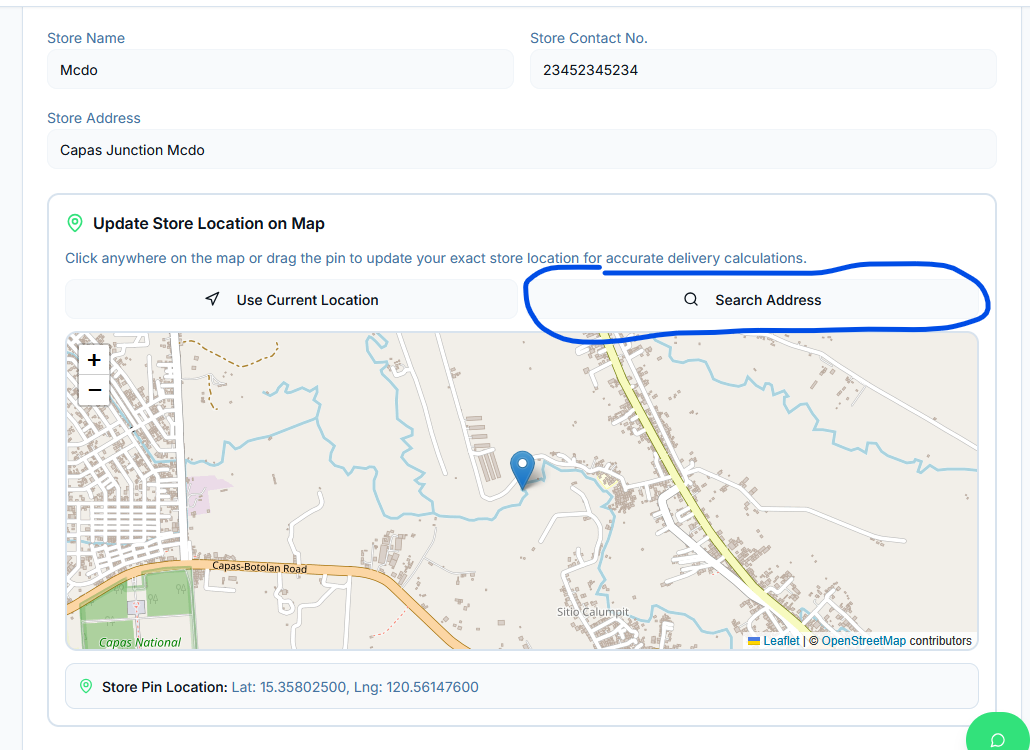 Store Name
Store Contact No.
Mcdo
23452345234
Store Address
Capas Junction Mcdo
Update Store Location on Map
Click anywhere on the map or drag the pin to update your exact store location for accurate delivery calculations.
Use Current Location
Search Address
+
−
Capas-Botolan Road
Sitio Calumpit
Capas National
Leaflet | © OpenStreetMap contributors
Store Pin Location: Lat: 15.35802500, Lng: 120.56147600